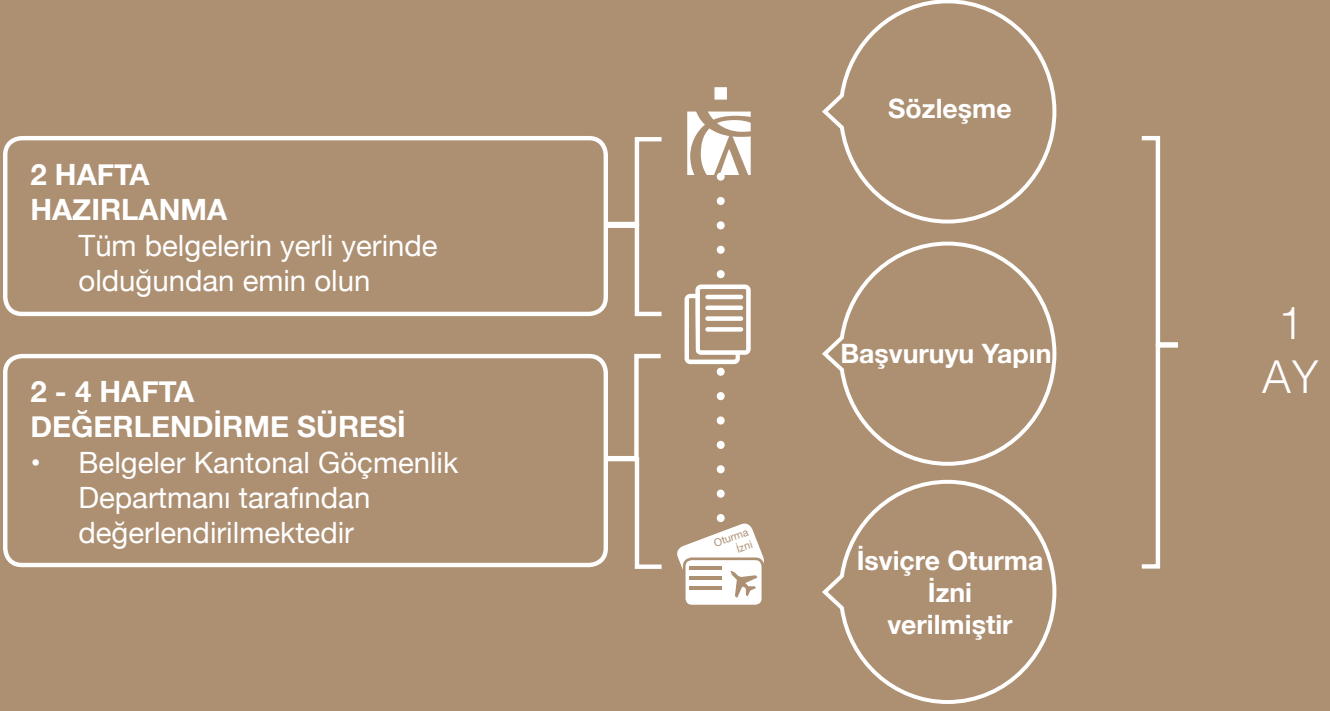 Sözleşme
2 HAFTA
HAZIRLANMA
Tüm belgelerin yerli yerinde
olduğundan emin olun
Başvuruyu Yapın
1
AY
2 - 4 HAFTA
DEĞERLENDİRME SÜRESİ
• Belgeler Kantonal Göçmenlik
Departmanı tarafından
değerlendirilmektedir
Oturma
İzni
İsviçre Oturma
İzni
verilmiştir